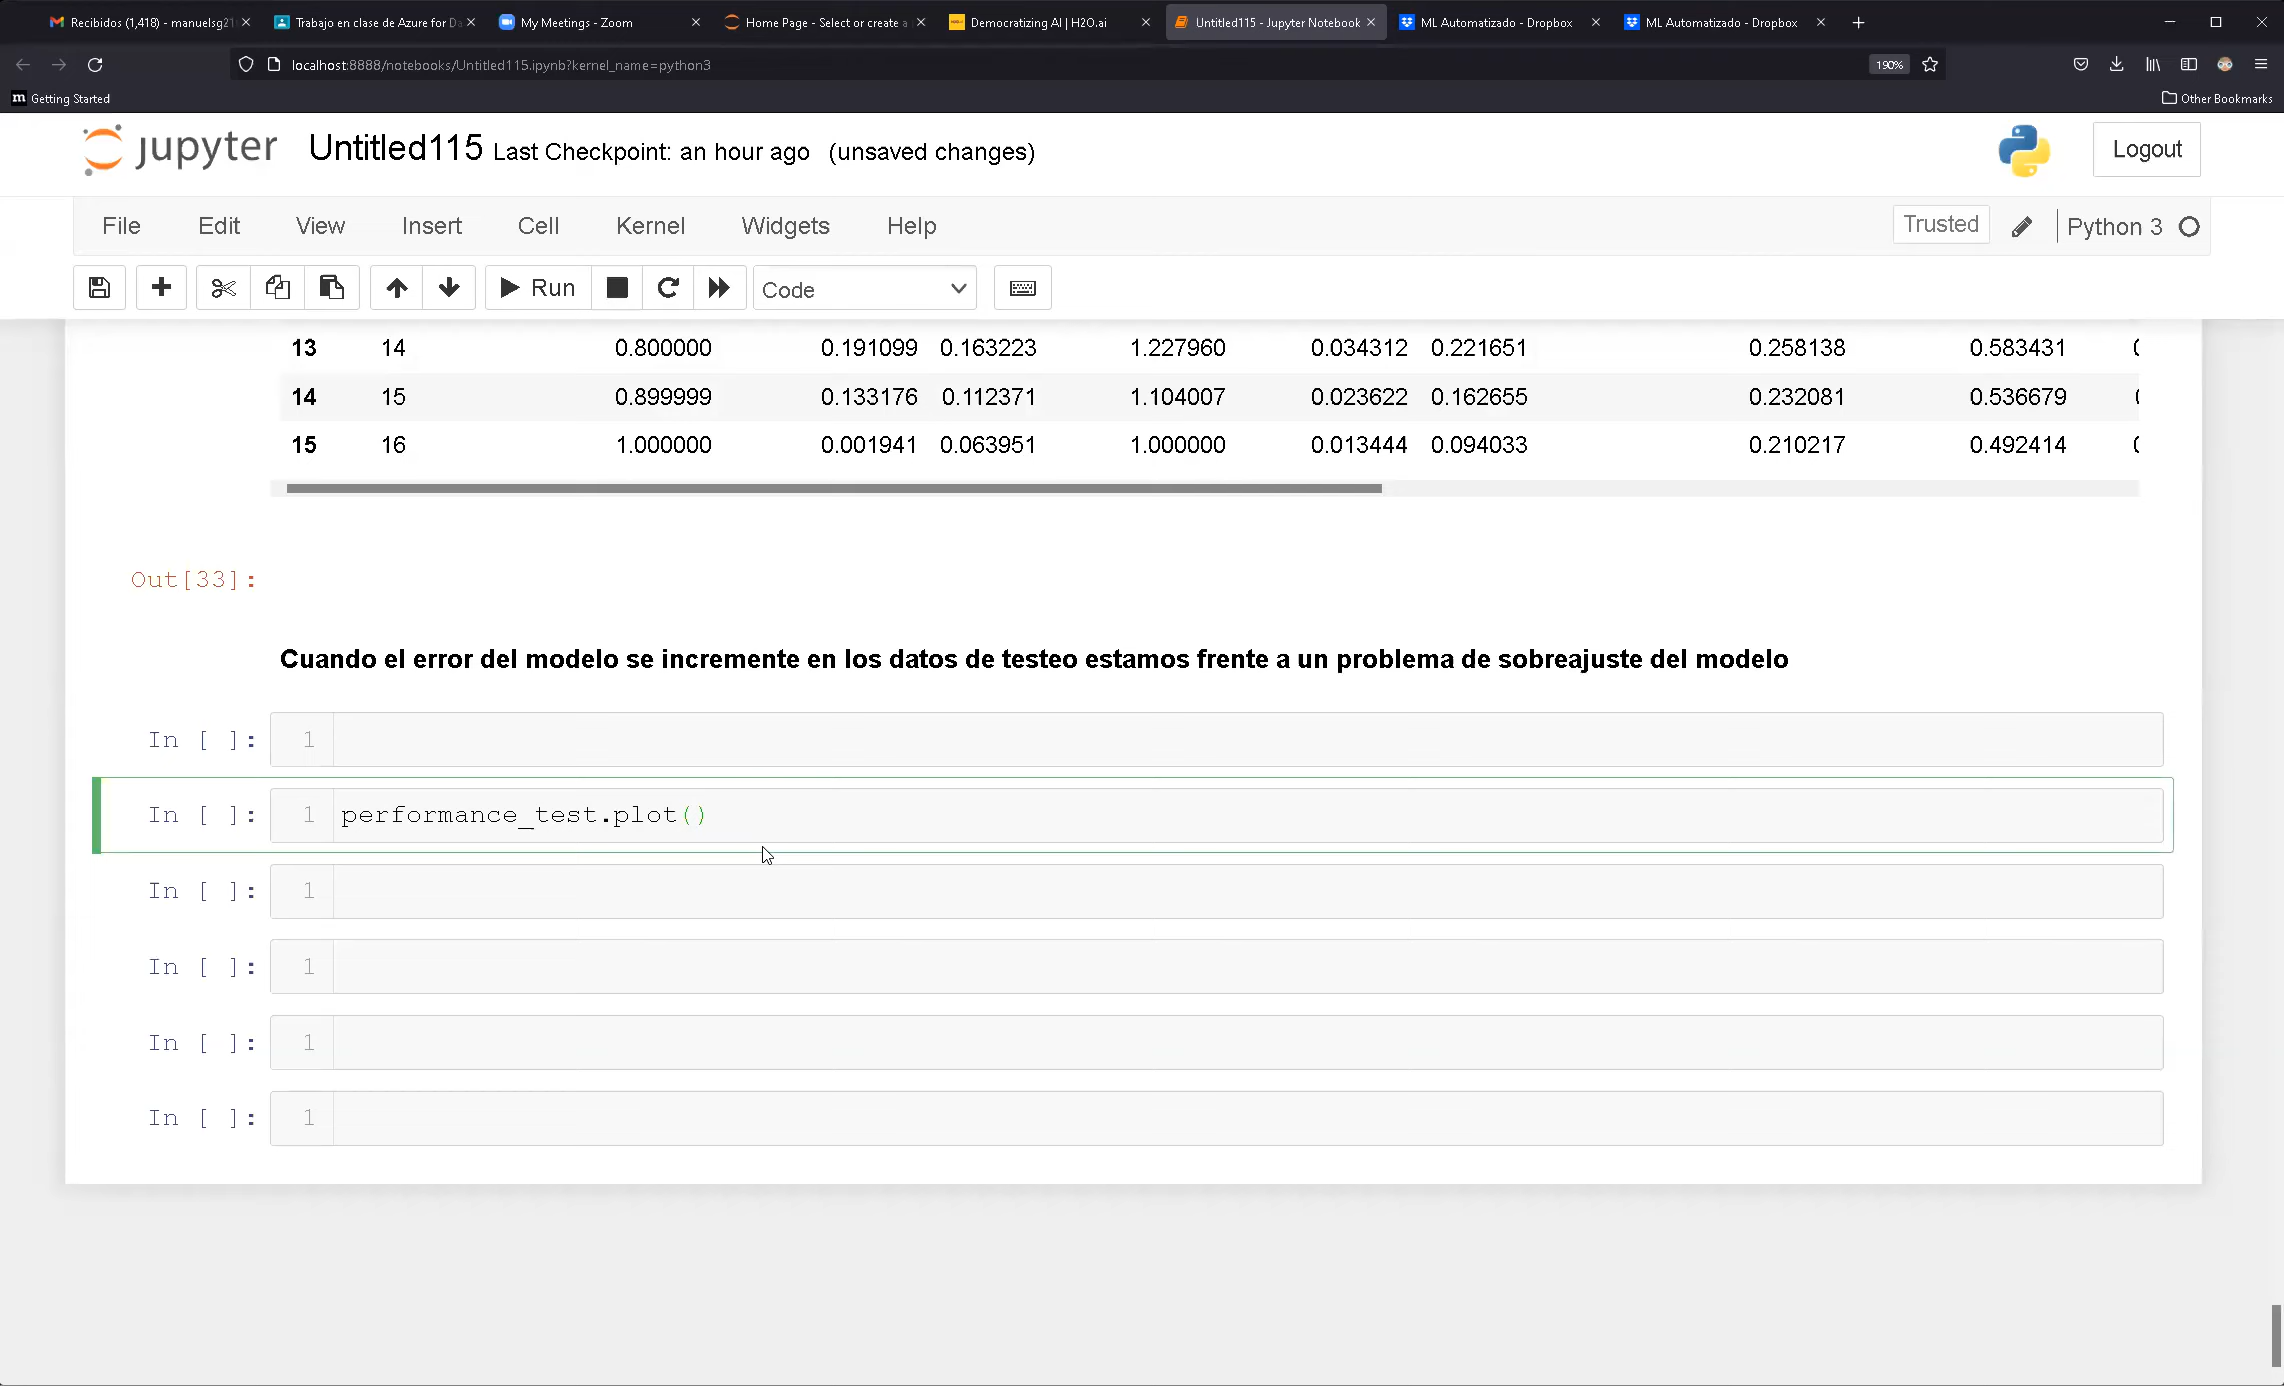 Recibidos (1,418) - manuelsg21
Trabajo en clase de Azure for Da
My Meetings - Zoom
Home Page - Select or create a
Democratizing AI | H2O.ai
Untitled115 - Jupyter Notebook
ML Automatizado - Dropbox
ML Automatizado - Dropbox
localhost:8888/notebooks/Untitled115.ipynb?kernel_name=python3
190%
m Getting Started
Other Bookmarks
jupyter Untitled115 Last Checkpoint: an hour ago (unsaved changes)
Logout
File Edit View Insert Cell Kernel Widgets Help
Trusted
Python 3
Run
Code
13 14 0.800000 0.191099 0.163223 1.227960 0.034312 0.221651 0.258138 0.583431
14 15 0.899999 0.133176 0.112371 1.104007 0.023622 0.162655 0.232081 0.536679
15 16 1.000000 0.001941 0.063951 1.000000 0.013444 0.094033 0.210217 0.492414
Out[33]:
Cuando el error del modelo se incremente en los datos de testeo estamos frente a un problema de sobreajuste del modelo
In [ ]: 1
In [ ]: 1 performance_test.plot()
In [ ]: 1
In [ ]: 1
In [ ]: 1
In [ ]: 1